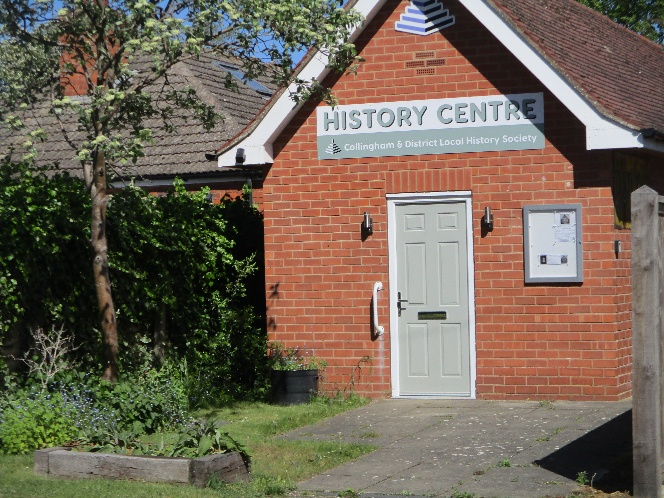 HISTORY CENTRE
Collingham & District Local History Society